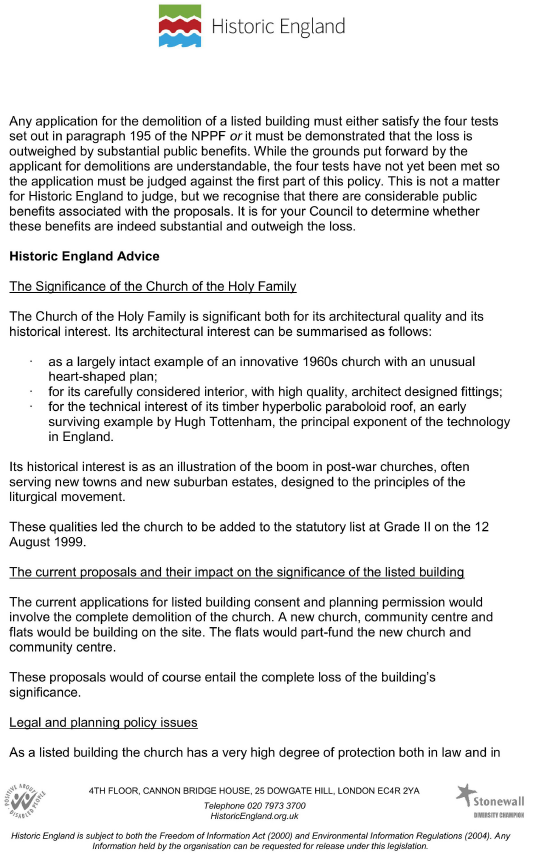 Historic England
Any application for the demolition of a listed building must either satisfy the four tests
set out in paragraph 195 of the NPPF or it must be demonstrated that the loss is
outweighed by substantial public benefits. While the grounds put forward by the
applicant for demolitions are understandable, the four tests have not yet been met so
the application must be judged against the first part of this policy. This is not a matter
for Historic England to judge, but we recognise that there are considerable public
benefits associated with the proposals. It is for your Council to determine whether
these benefits are indeed substantial and outweigh the loss.
Historic England Advice
The Significance of the Church of the Holy Family
The Church of the Holy Family is significant both for its architectural quality and its
historical interest. Its architectural interest can be summarised as follows:
· as a largely intact example of an innovative 1960s church with an unusual
heart-shaped plan;
· for its carefully considered interior, with high quality, architect designed fittings;
· for the technical interest of its timber hyperbolic paraboloid roof, an early
surviving example by Hugh Tottenham, the principal exponent of the technology
in England.
Its historical interest is as an illustration of the boom in post-war churches, often
serving new towns and new suburban estates, designed to the principles of the
liturgical movement.
These qualities led the church to be added to the statutory list at Grade II on the 12
August 1999.
The current proposals and their impact on the significance of the listed building
The current applications for listed building consent and planning permission would
involve the complete demolition of the church. A new church, community centre and
flats would be building on the site. The flats would part-fund the new church and
community centre.
These proposals would of course entail the complete loss of the building's
significance.
Legal and planning policy issues
As a listed building the church has a very high degree of protection both in law and in
POSITIVE ABOUT DISABLED PEOPLE
4TH FLOOR, CANNON BRIDGE HOUSE, 25 DOWGATE HILL, LONDON EC4R 2YA
Telephone 020 7973 3700
HistoricEngland.org.uk
Stonewall
DIVERSITY CHAMPION
Historic England is subject to both the Freedom of Information Act (2000) and Environmental Information Regulations (2004). Any
Information held by the organisation can be requested for release under this legislation.